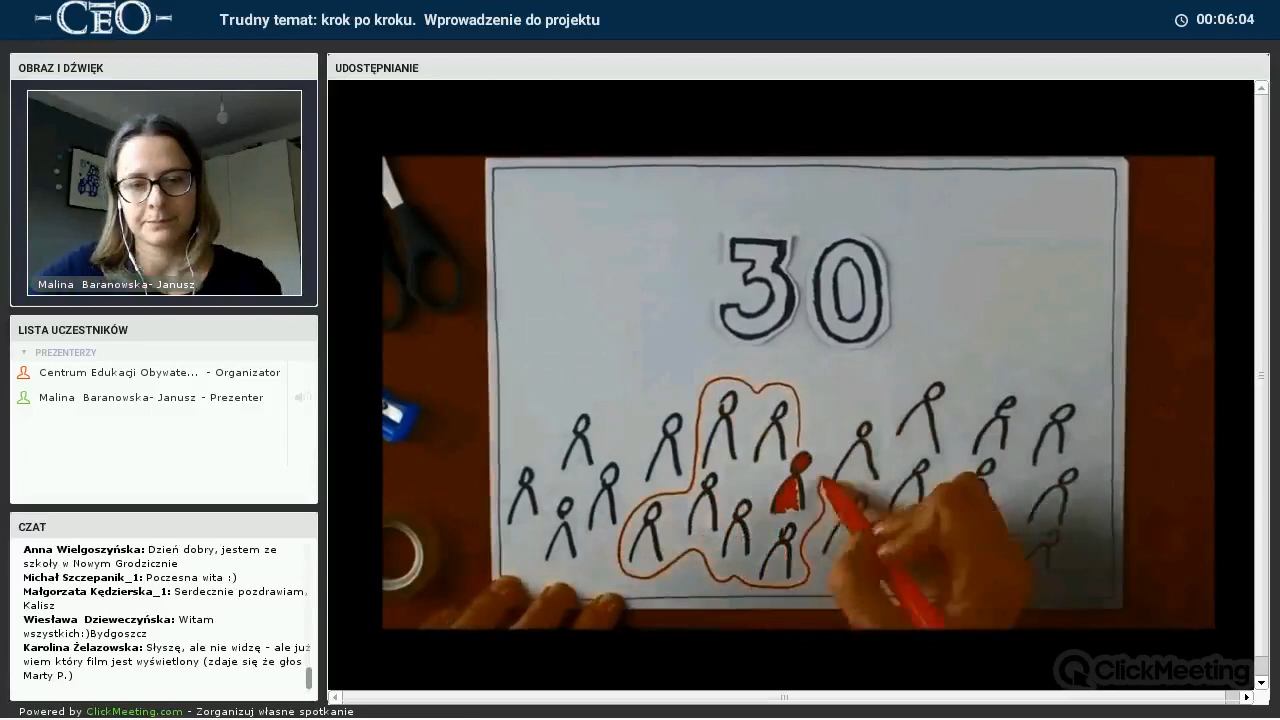 CEO
Trudny temat: krok po kroku. Wprowadzenie do projektu
00:06:04
OBRAZ I DŹWIĘK
UDOSTĘPNIANIE
Malina Baranowska- Janusz
LISTA UCZESTNIKÓW
PREZENTERZY
Centrum Edukacji Obywate... - Organizator
Malina Baranowska- Janusz - Prezenter
30
CZAT
Anna Wielgoszyńska: Dzień dobry, jestem ze
szkoły w Nowym Grodzicznie
Michał Szczepanik_1: Poczesna wita :)
Małgorzata Kędzierska_1: Serdecznie pozdrawiam,
Kalisz
Wiesława Dzieweczyńska: Witam
wszystkich:)Bydgoszcz
Karolina Żelazowska: Słyszę, ale nie widzę - ale już
wiem który film jest wyświetlony (zdaje się że głos
Marty P.)
ClickMeeting
Powered by ClickMeeting.com - Zorganizuj własne spotkanie